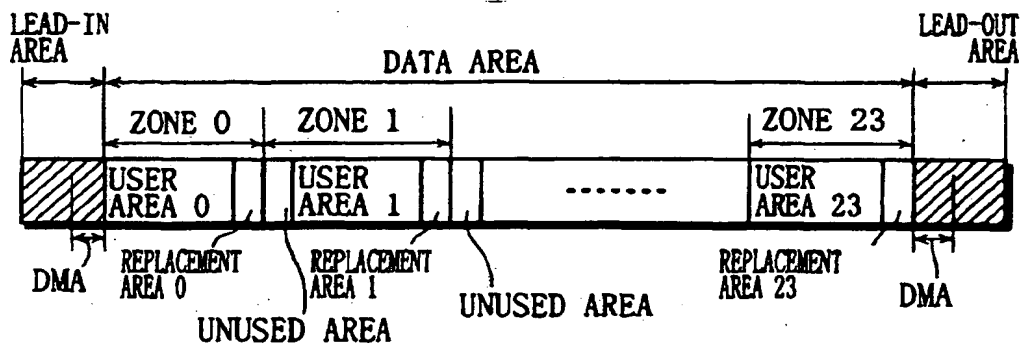 LEAD-IN
AREA
LEAD-OUT
AREA
DATA AREA
ZONE 0
ZONE 1
ZONE 23
USER
AREA 0
USER
AREA 1
USER
AREA 23
DMA
REPLACEMENT
AREA 0
REPLACEMENT
AREA 1
REPLACEMENT
AREA 23
DMA
UNUSED AREA
UNUSED AREA